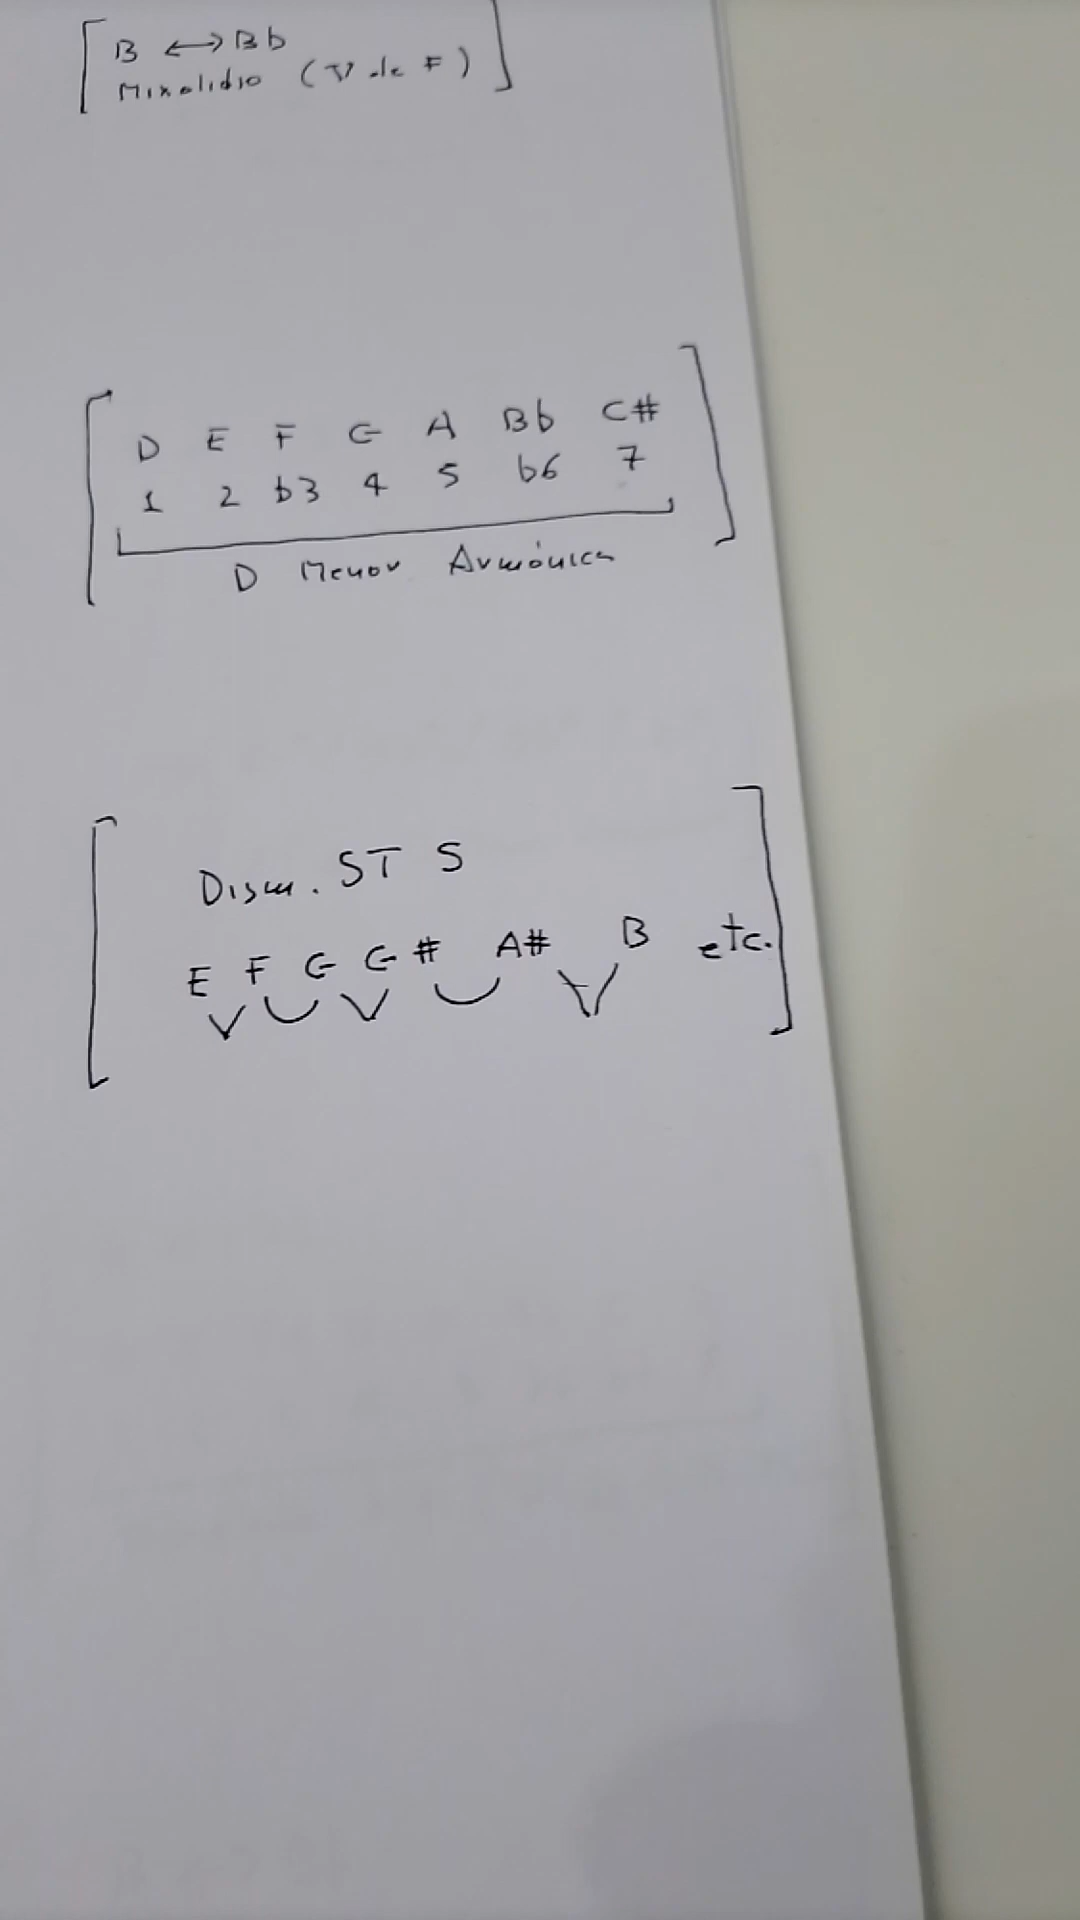 B ↔ Bb
Mixolidio (V de F)
D E F G A Bb C#
1 2 b3 4 5 b6 7
D Menor Armónica
Dism. ST S
E F G G# A# B etc.